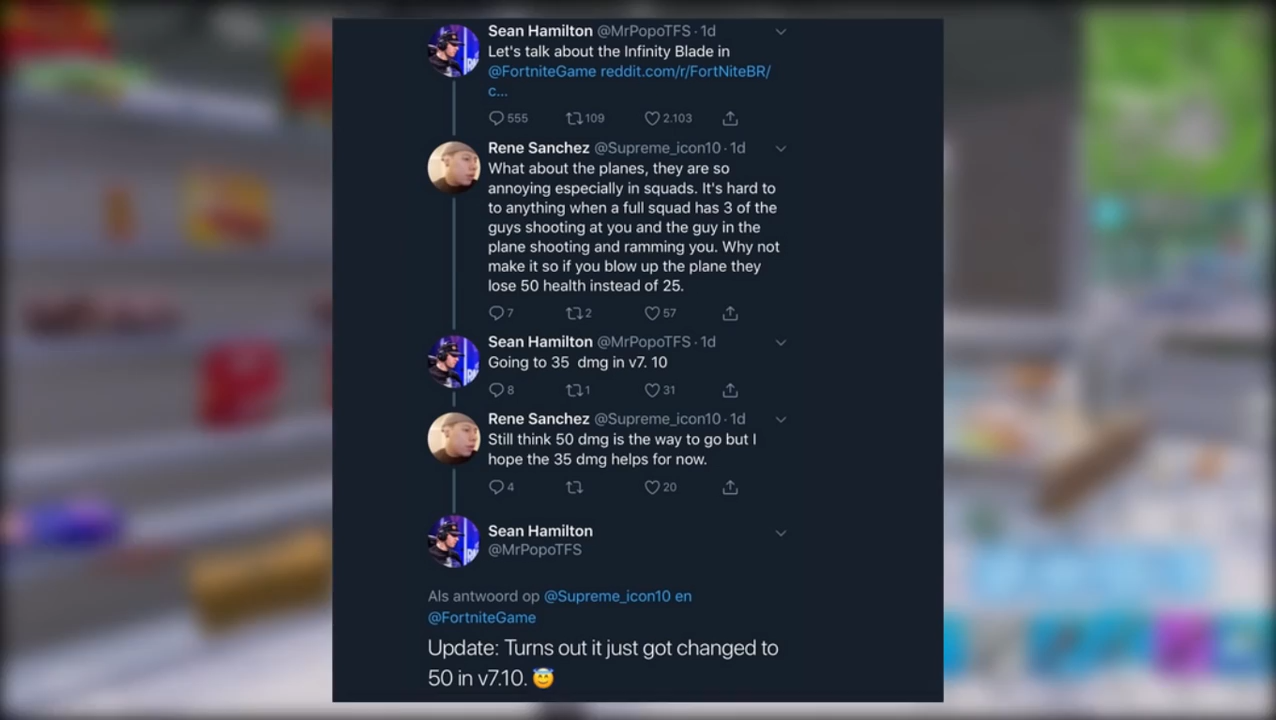 Sean Hamilton @MrPopoTFS · 1d
Let's talk about the Infinity Blade in
@FortniteGame reddit.com/r/FortNiteBR/
c...
555 109 2.103
Rene Sanchez @Supreme_icon10 · 1d
What about the planes, they are so
annoying especially in squads. It's hard to
to anything when a full squad has 3 of the
guys shooting at you and the guy in the
plane shooting and ramming you. Why not
make it so if you blow up the plane they
lose 50 health instead of 25.
7 2 57
Sean Hamilton @MrPopoTFS · 1d
Going to 35 dmg in v7. 10
8 1 31
Rene Sanchez @Supreme_icon10 · 1d
Still think 50 dmg is the way to go but I
hope the 35 dmg helps for now.
4 20
Sean Hamilton
@MrPopoTFS
Als antwoord op @Supreme_icon10 en
@FortniteGame
Update: Turns out it just got changed to
50 in v7.10. 😇